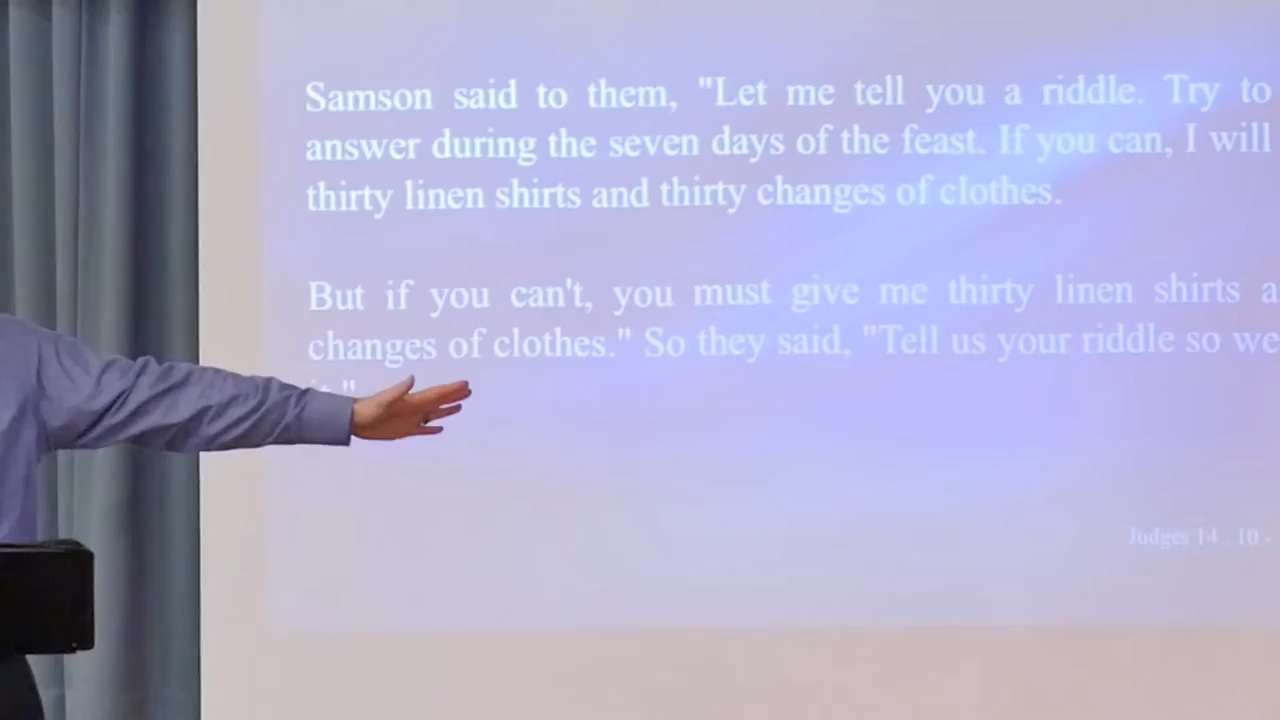 Samson said to them, "Let me tell you a riddle. Try to
answer during the seven days of the feast. If you can, I will
thirty linen shirts and thirty changes of clothes.
But if you can't, you must give me thirty linen shirts a
changes of clothes." So they said, "Tell us your riddle so we
it."
Judges 14 : 10 -